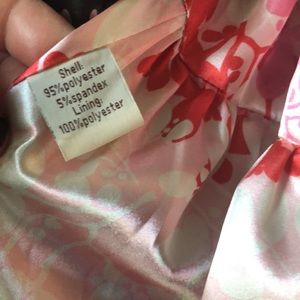 Shell:
95%polyester
5%spandex
Lining:
100%polyester